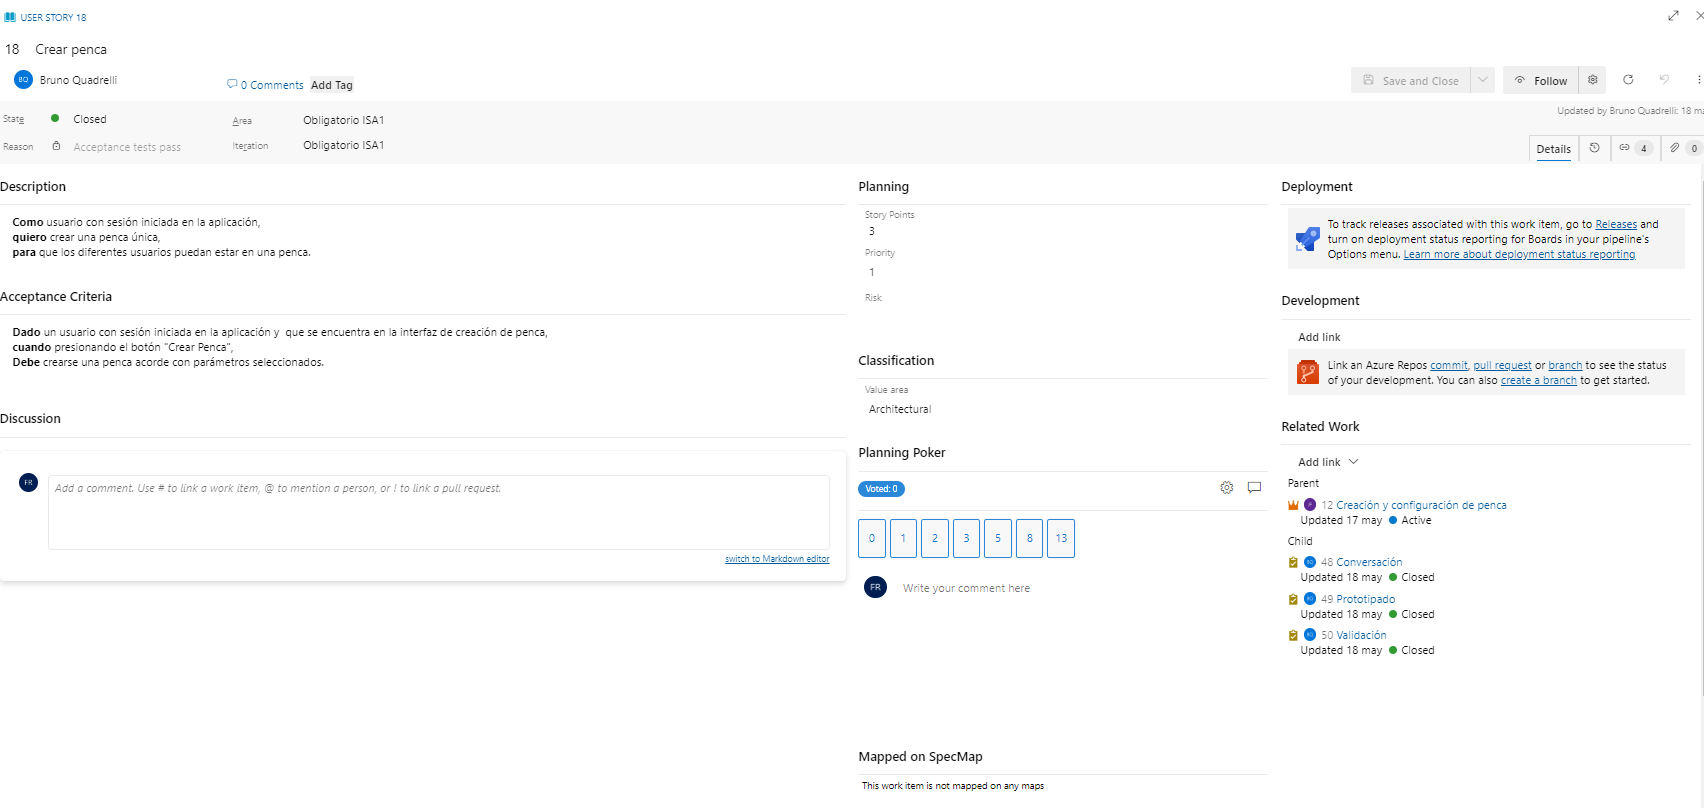 USER STORY 18
18 Crear penca
BQ Bruno Quadrelli
0 Comments Add Tag
Save and Close
Follow
State Closed
Area Obligatorio ISA1
Updated by Bruno Quadrelli: 18 ma
Reason Acceptance tests pass
Iteration Obligatorio ISA1
Details 4 0
Description
Como usuario con sesión iniciada en la aplicación,
quiero crear una penca única,
para que los diferentes usuarios puedan estar en una penca.
Acceptance Criteria
Dado un usuario con sesión iniciada en la aplicación y que se encuentra en la interfaz de creación de penca,
cuando presionando el botón "Crear Penca",
Debe crearse una penca acorde con parámetros seleccionados.
Discussion
FR
Add a comment. Use # to link a work item, @ to mention a person, or ! to link a pull request.
switch to Markdown editor
Planning
Story Points
3
Priority
1
Risk
Classification
Value area
Architectural
Planning Poker
Voted: 0
0 1 2 3 5 8 13
FR Write your comment here
Mapped on SpecMap
This work item is not mapped on any maps
Deployment
To track releases associated with this work item, go to Releases and
turn on deployment status reporting for Boards in your pipeline's
Options menu. Learn more about deployment status reporting
Development
Add link
Link an Azure Repos commit, pull request or branch to see the status
of your development. You can also create a branch to get started.
Related Work
Add link
Parent
12 Creación y configuración de penca
Updated 17 may Active
Child
48 Conversación
Updated 18 may Closed
49 Prototipado
Updated 18 may Closed
50 Validación
Updated 18 may Closed